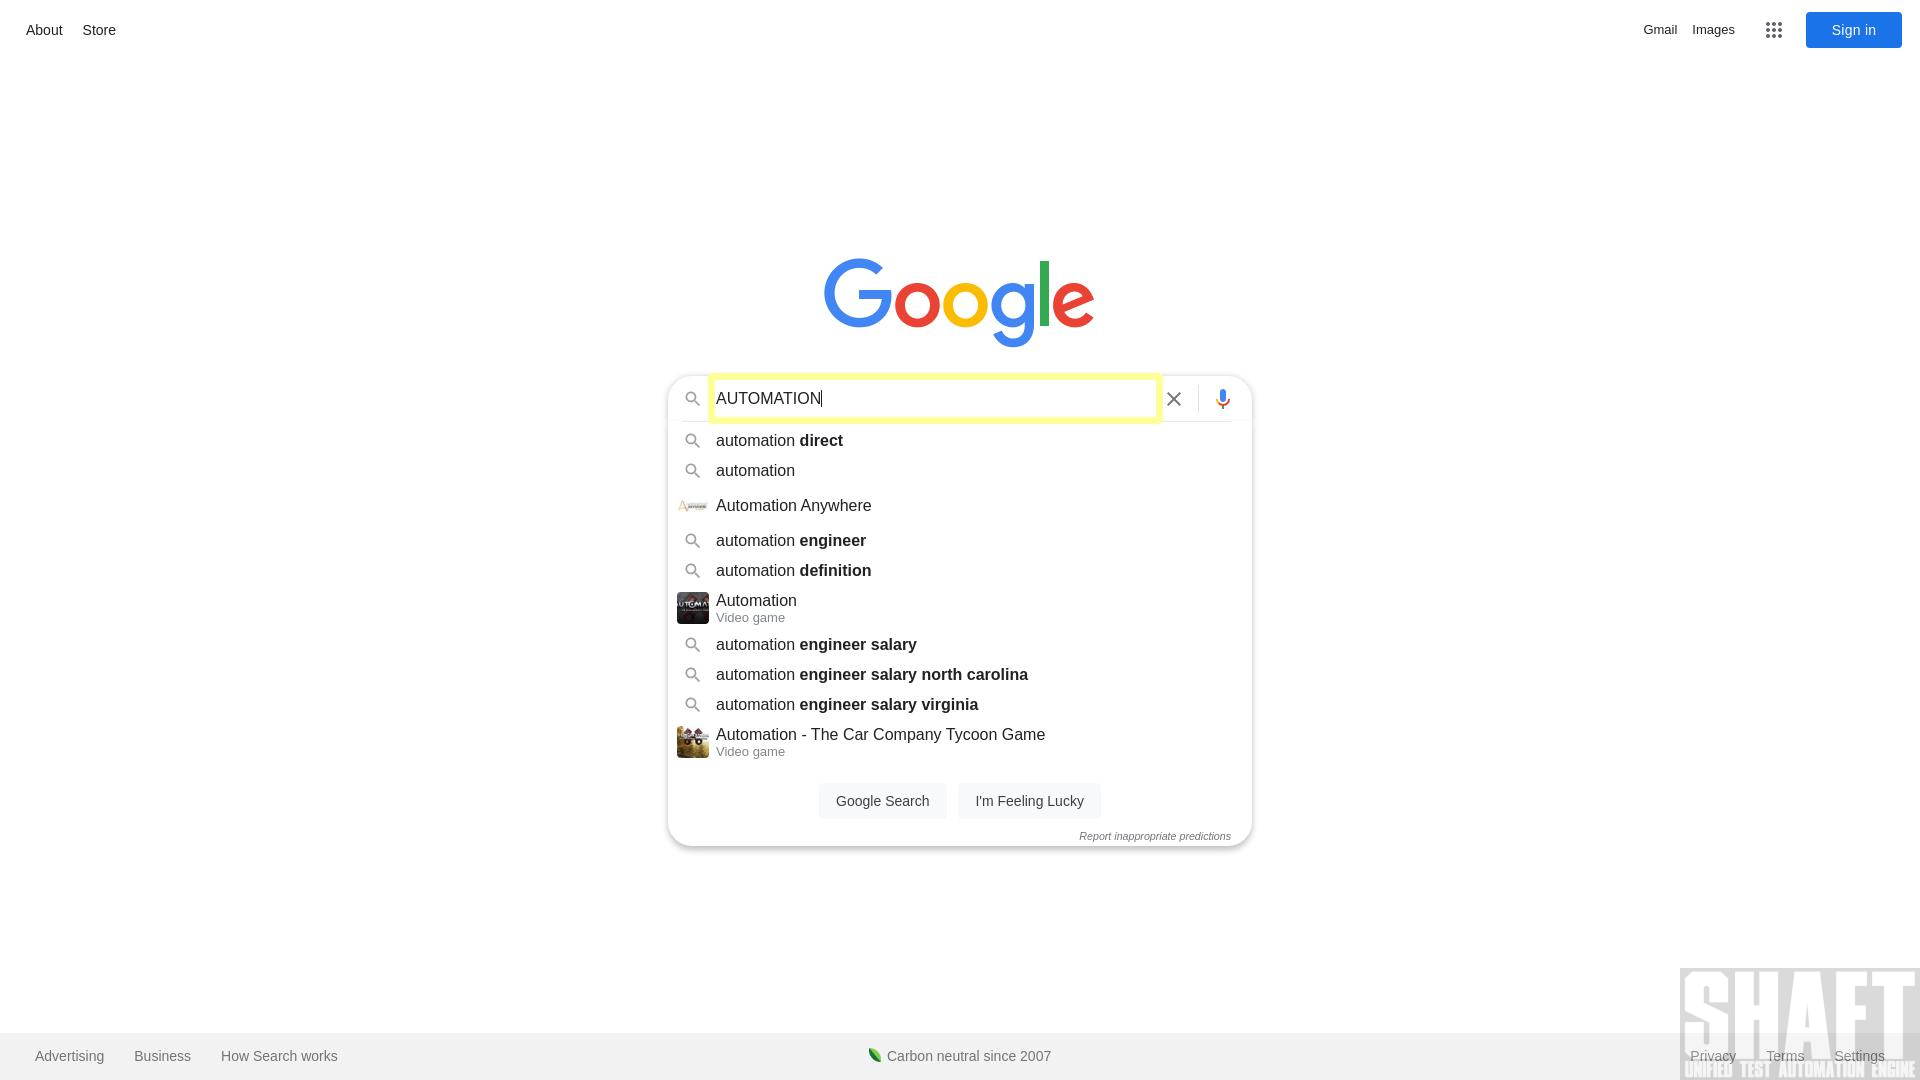 About Store
Gmail Images Sign in
Google
AUTOMATION
automation direct
automation
Automation Anywhere
automation engineer
automation definition
Automation
Video game
automation engineer salary
automation engineer salary north carolina
automation engineer salary virginia
Automation - The Car Company Tycoon Game
Video game
Google Search I'm Feeling Lucky
Report inappropriate predictions
SHAFT
UNIFIED TEST AUTOMATION ENGINE
Advertising Business How Search works Carbon neutral since 2007 Privacy Terms Settings